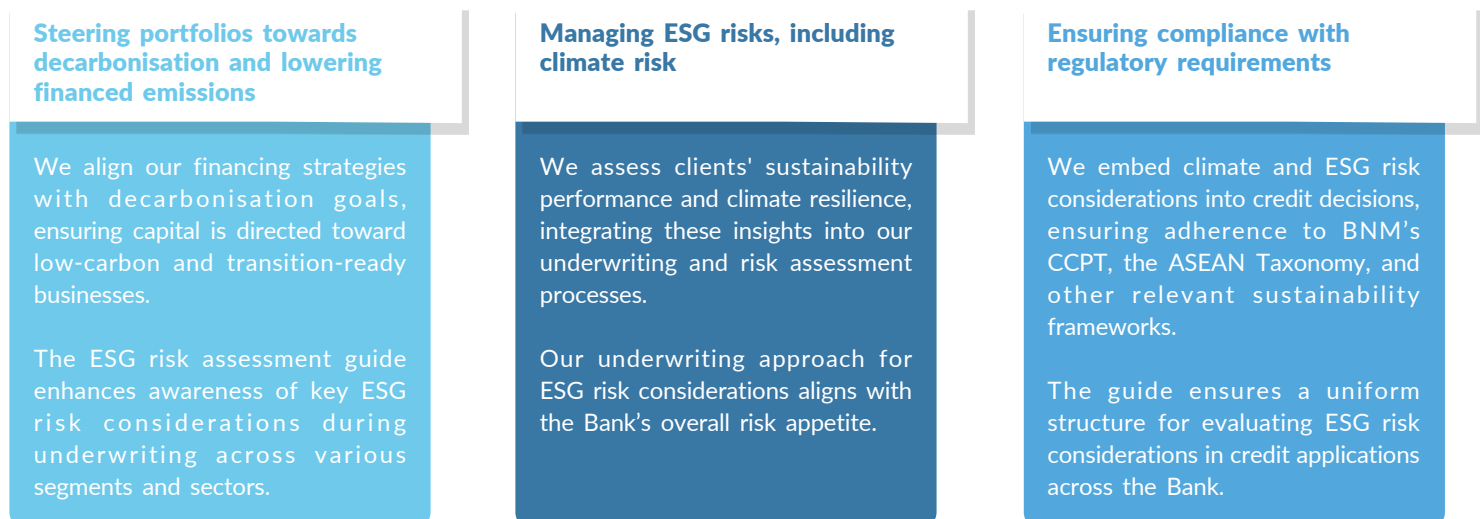 Steering portfolios towards
decarbonisation and lowering
financed emissions
We align our financing strategies
with decarbonisation goals,
ensuring capital is directed toward
low-carbon and transition-ready
businesses.
The ESG risk assessment guide
enhances awareness of key ESG
risk considerations during
underwriting across various
segments and sectors.
Managing ESG risks, including
climate risk
We assess clients' sustainability
performance and climate resilience,
integrating these insights into our
underwriting and risk assessment
processes.
Our underwriting approach for
ESG risk considerations aligns with
the Bank’s overall risk appetite.
Ensuring compliance with
regulatory requirements
We embed climate and ESG risk
considerations into credit decisions,
ensuring adherence to BNM’s
CCPT, the ASEAN Taxonomy, and
other relevant sustainability
frameworks.
The guide ensures a uniform
structure for evaluating ESG risk
considerations in credit applications
across the Bank.